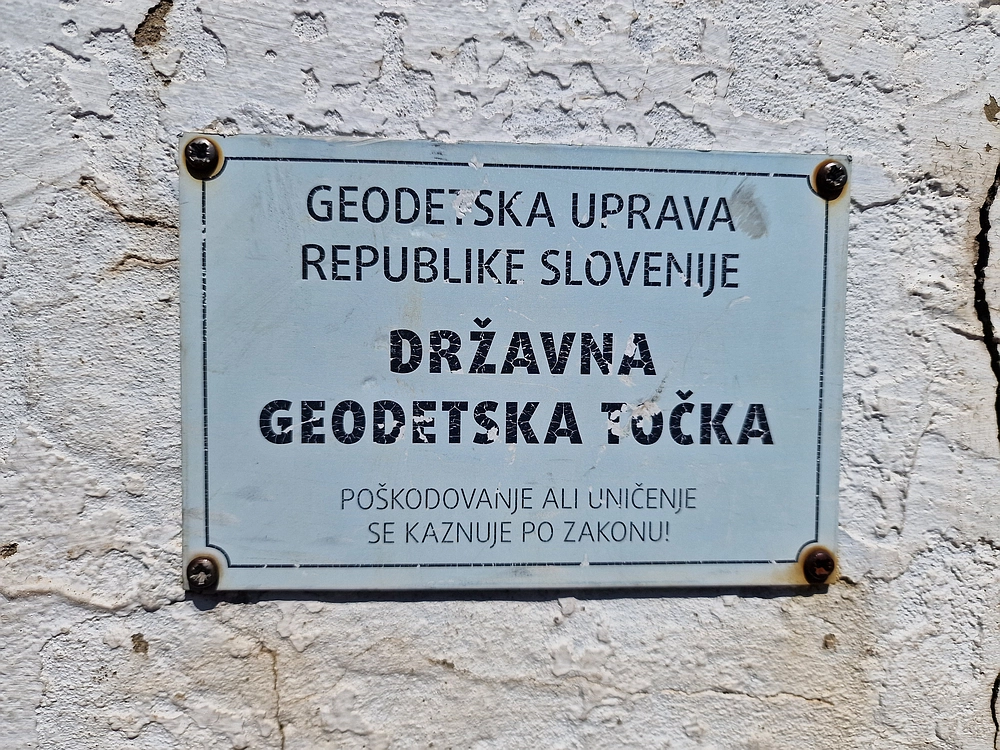 GEODETSKA UPRAVA
REPUBLIKE SLOVENIJE
DRŽAVNA
GEODETSKA TOČKA
POŠKODOVANJE ALI UNIČENJE
SE KAZNUJE PO ZAKONU!